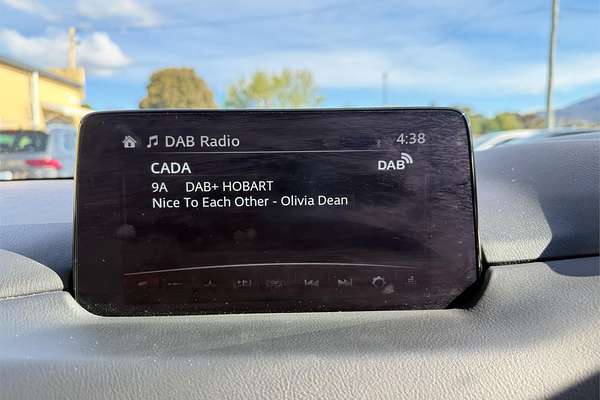 DAB Radio 4:38
CADA DAB
9A DAB+ HOBART
Nice To Each Other - Olivia Dean